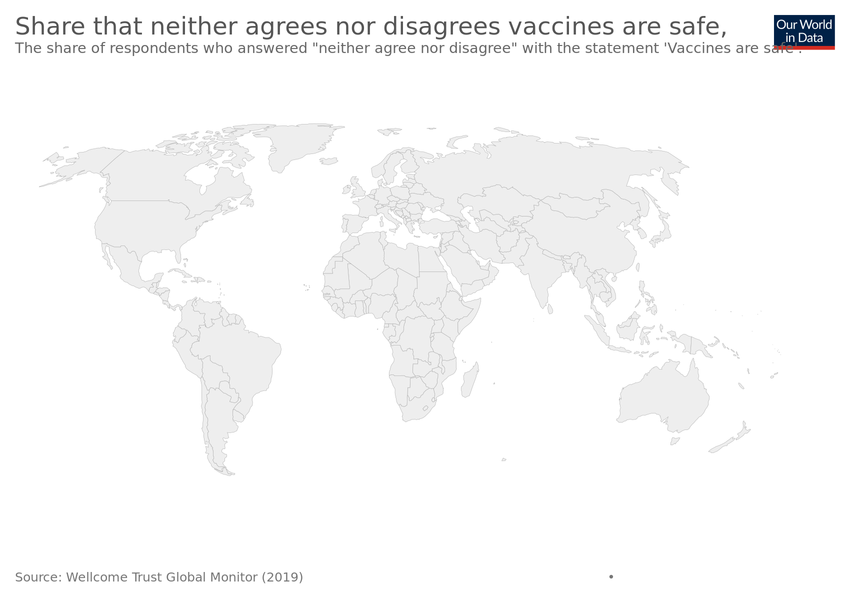 Share that neither agrees nor disagrees vaccines are safe,
Our World
in Data
The share of respondents who answered "neither agree nor disagree" with the statement 'Vaccines are safe'.
Source: Wellcome Trust Global Monitor (2019)
•